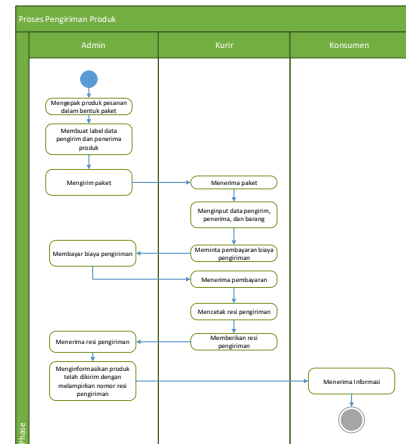 Proses Pengiriman Produk
Admin
Kurir
Konsumen
Mengepak produk pesanan
dalam bentuk paket
Membuat label data
pengirim dan penerima
produk
Mengirim paket
Menerima paket
Menginput data pengirim,
penerima, dan barang
Meminta pembayaran biaya
pengiriman
Membayar biaya pengiriman
Menerima pembayaran
Mencetak resi pengiriman
Memberikan resi
pengiriman
Menerima resi pengiriman
Menginformasikan produk
telah dikirim dengan
melampirkan nomor resi
pengiriman
Menerima Informasi
Phase